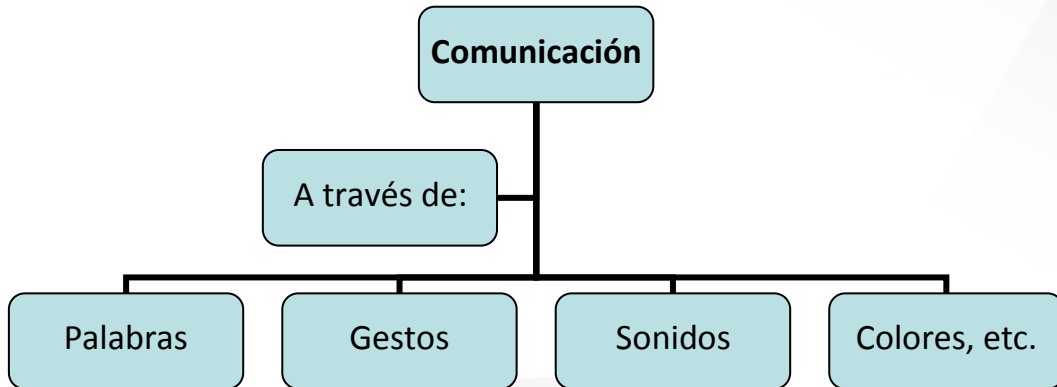 Comunicación
A través de:
Palabras
Gestos
Sonidos
Colores, etc.